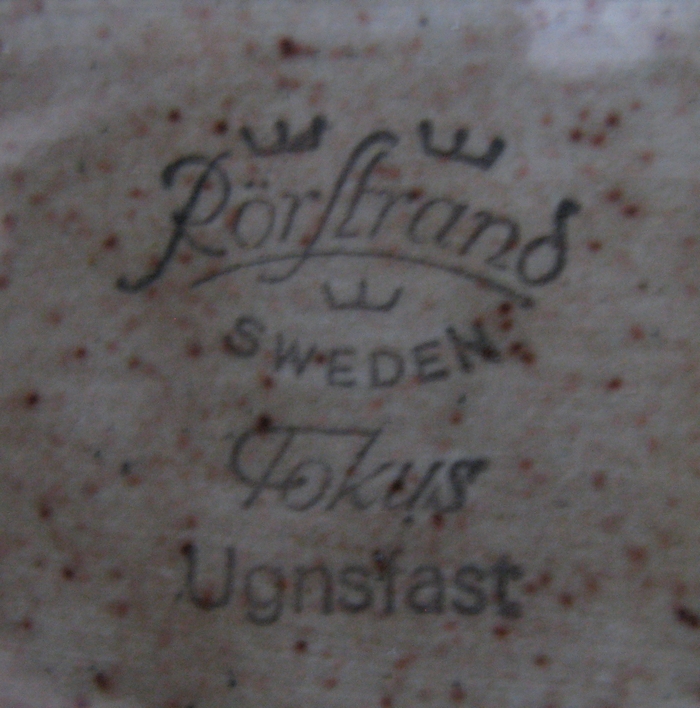 Rörstrand
SWEDEN
Fokus
Ugnsfast